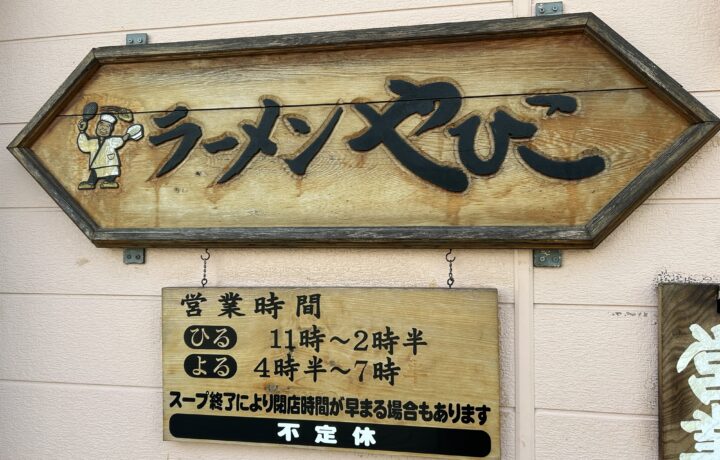 ラーメンやひこ
営業時間
ひる 11時〜2時半
よる 4時半〜7時
スープ終了により閉店時間が早まる場合もあります
不定休